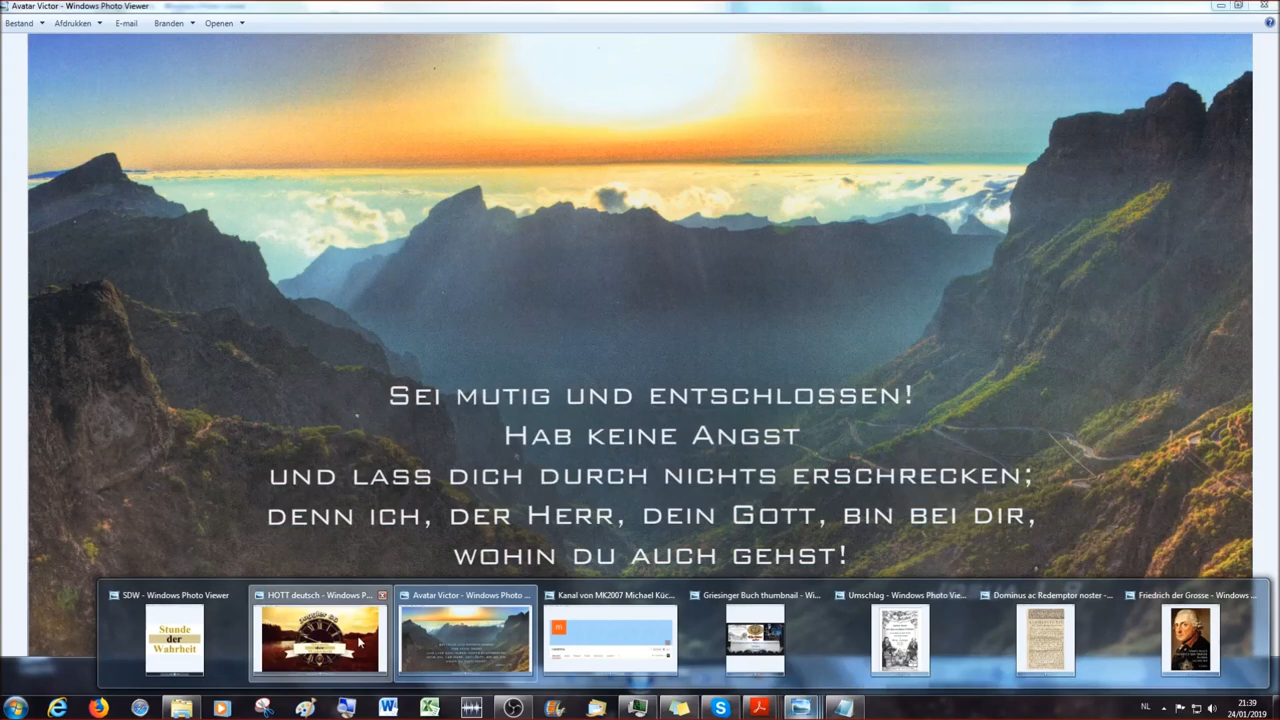 Avatar Victor - Windows Photo Viewer
Bestand Afdrukken E-mail Branden Openen
Sei mutig und entschlossen!
Hab keine Angst
und lass dich durch nichts erschrecken;
denn ich, der Herr, dein Gott, bin bei dir,
wohin du auch gehst!
SDW - Windows Photo Viewer
HOTT deutsch - Windows P...
Avatar Victor - Windows Photo ...
Kanal von MK2007 Michael Küc...
Griesinger Buch thumbnail - Wi...
Umschlag - Windows Photo Vie...
Dominus ac Redemptor noster -...
Friedrich der Grosse - Windows ...
Stunde
der
Wahrheit
NL
21:39
24/01/2019